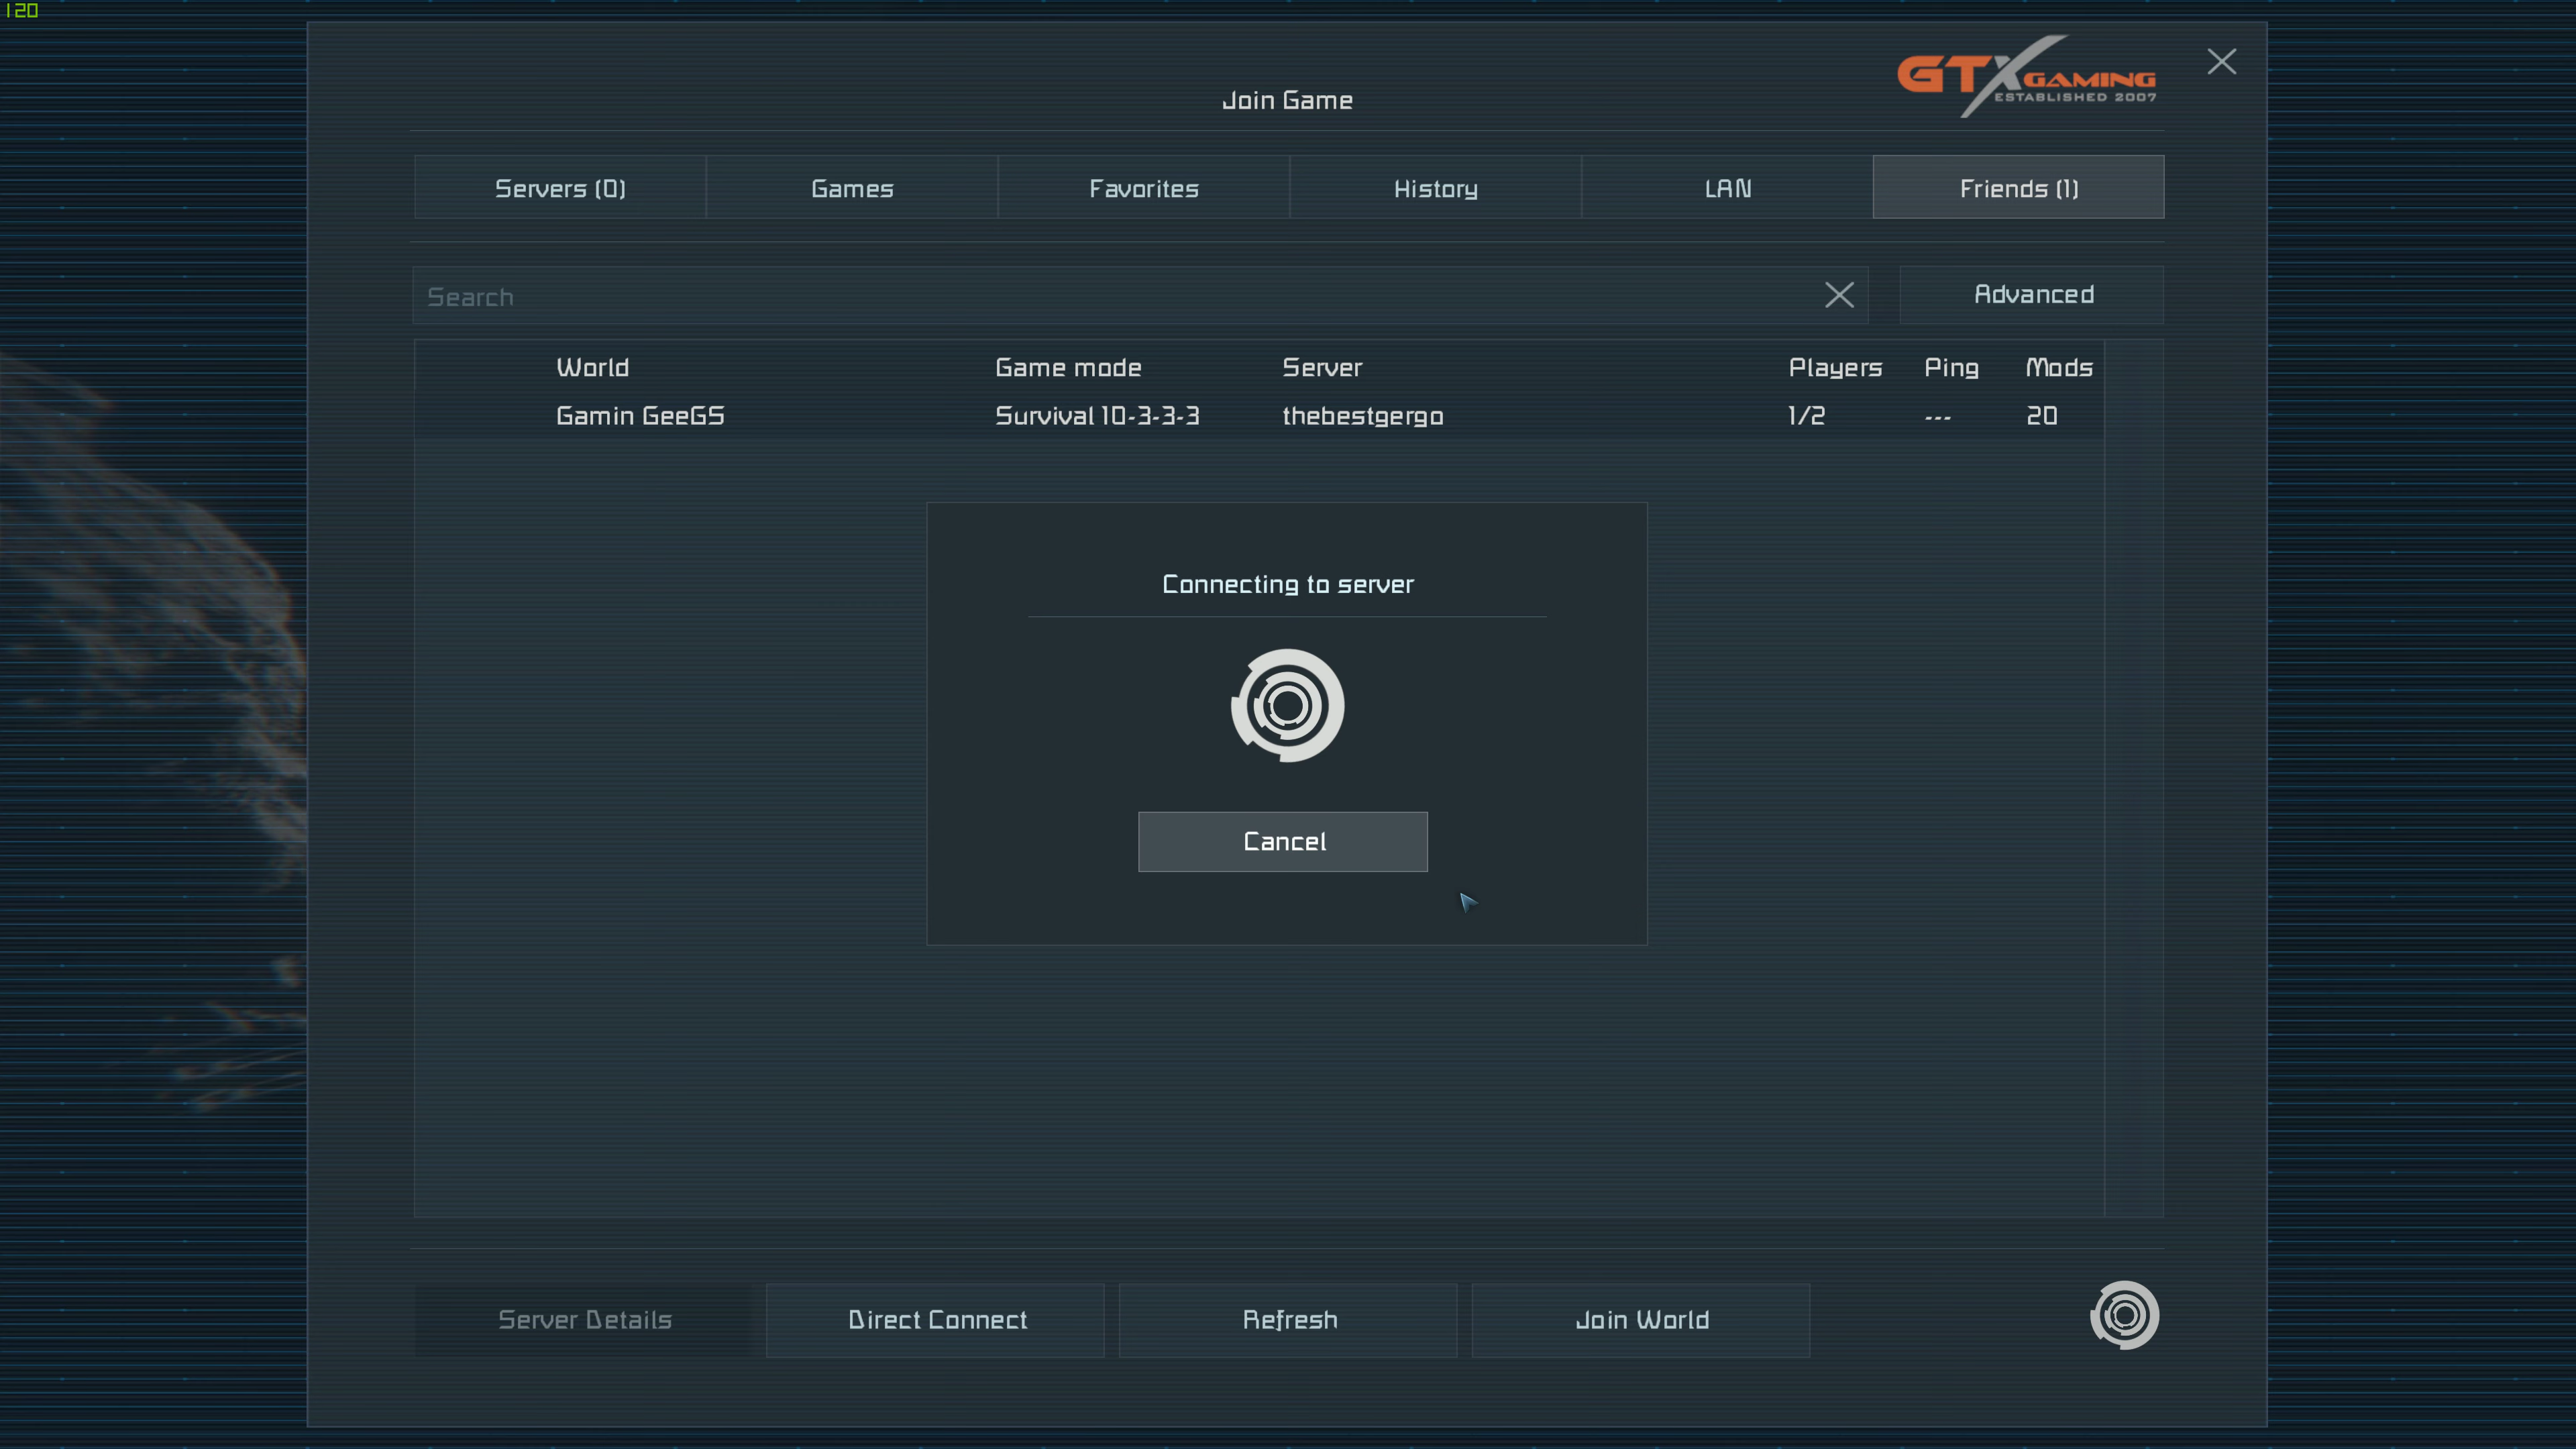 120
GTX GAMING
ESTABLISHED 2007
Join Game
Servers (0) Games Favorites History LAN Friends (1)
Search Advanced
World Game mode Server Players Ping Mods
Gamin GeeGS Survival 10-3-3-3 thebestgergo 1/2 --- 20
Connecting to server
Cancel
Server Details Direct Connect Refresh Join World